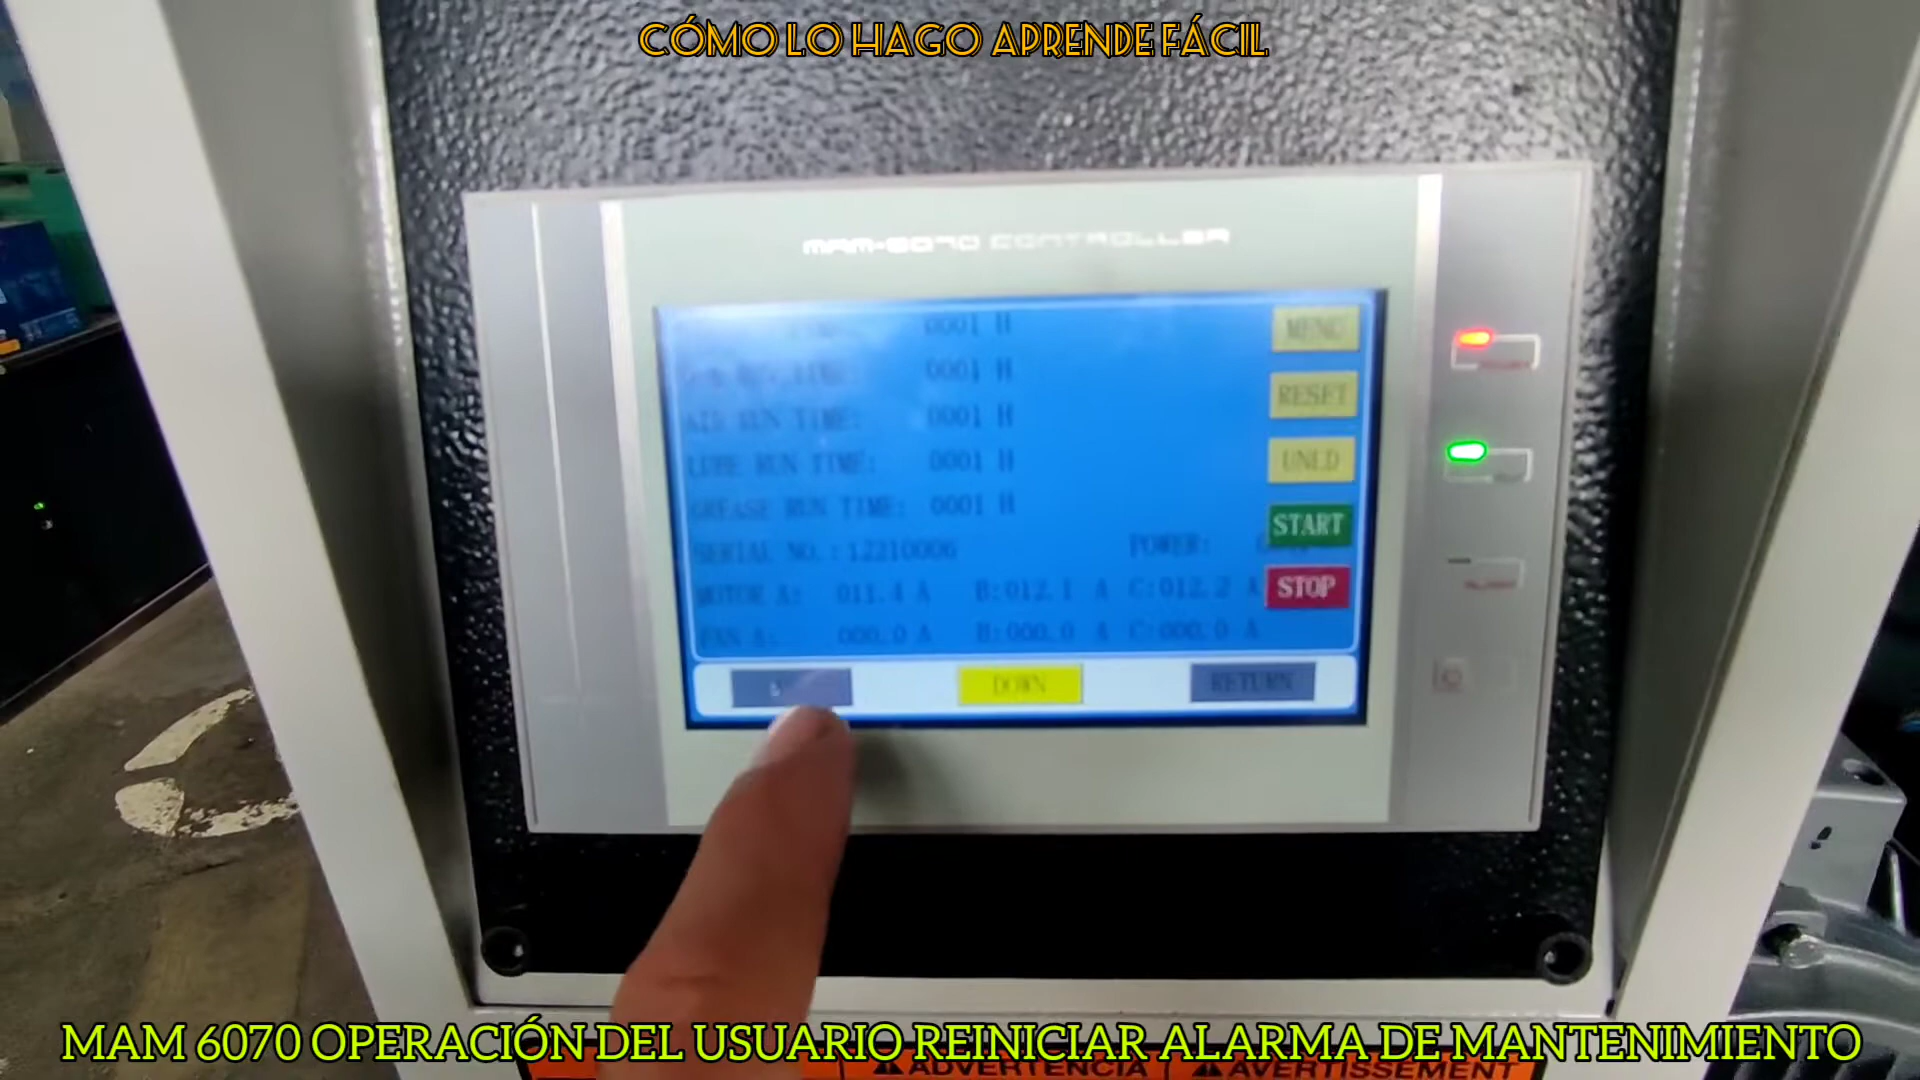 CÓMO LO HAGO APRENDE FÁCIL
MAM-6070 CONTROLLER
0001 H
MENU
RUN TIME: 0001 H
RESET
AIR RUN TIME: 0001 H
LUBE RUN TIME: 0001 H
UNLD
GREASE RUN TIME: 0001 H
START
SERIAL NO.: 12210006 POWER:
MOTOR A: 011.4 A B:012.1 A C:012.2 A
STOP
FAN A: 000.0 A B:000.0 A C:000.0 A
DOWN RETURN
MAM 6070 OPERACIÓN DEL USUARIO REINICIAR ALARMA DE MANTENIMIENTO
ADVERTENCIA AVERTISSEMENT